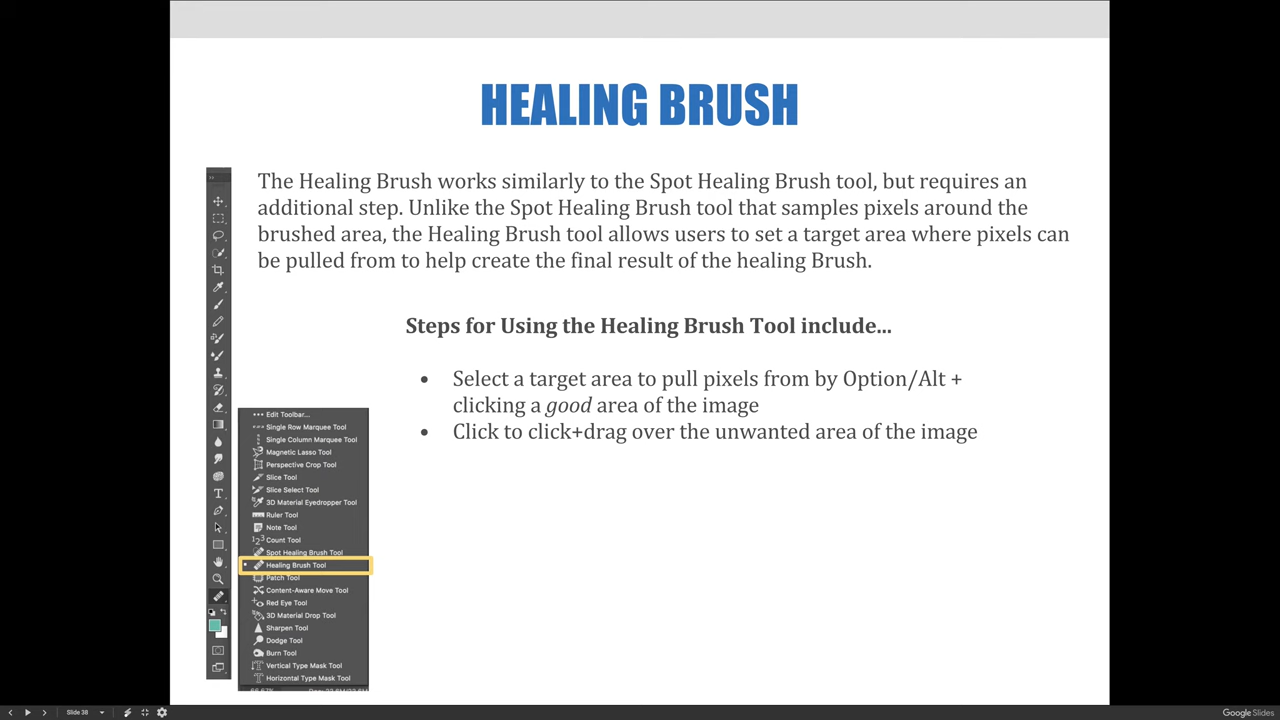 HEALING BRUSH
The Healing Brush works similarly to the Spot Healing Brush tool, but requires an
additional step. Unlike the Spot Healing Brush tool that samples pixels around the
brushed area, the Healing Brush tool allows users to set a target area where pixels can
be pulled from to help create the final result of the healing Brush.
Steps for Using the Healing Brush Tool include...
• Select a target area to pull pixels from by Option/Alt +
clicking a good area of the image
• Click to click+drag over the unwanted area of the image
Edit Toolbar...
Single Row Marquee Tool
Single Column Marquee Tool
Magnetic Lasso Tool
Perspective Crop Tool
Slice Tool
Slice Select Tool
3D Material Eyedropper Tool
Ruler Tool
Note Tool
Count Tool
Spot Healing Brush Tool
Healing Brush Tool
Patch Tool
Content-Aware Move Tool
Red Eye Tool
3D Material Drop Tool
Sharpen Tool
Dodge Tool
Burn Tool
Vertical Type Mask Tool
Horizontal Type Mask Tool
Slide 38
Google Slides